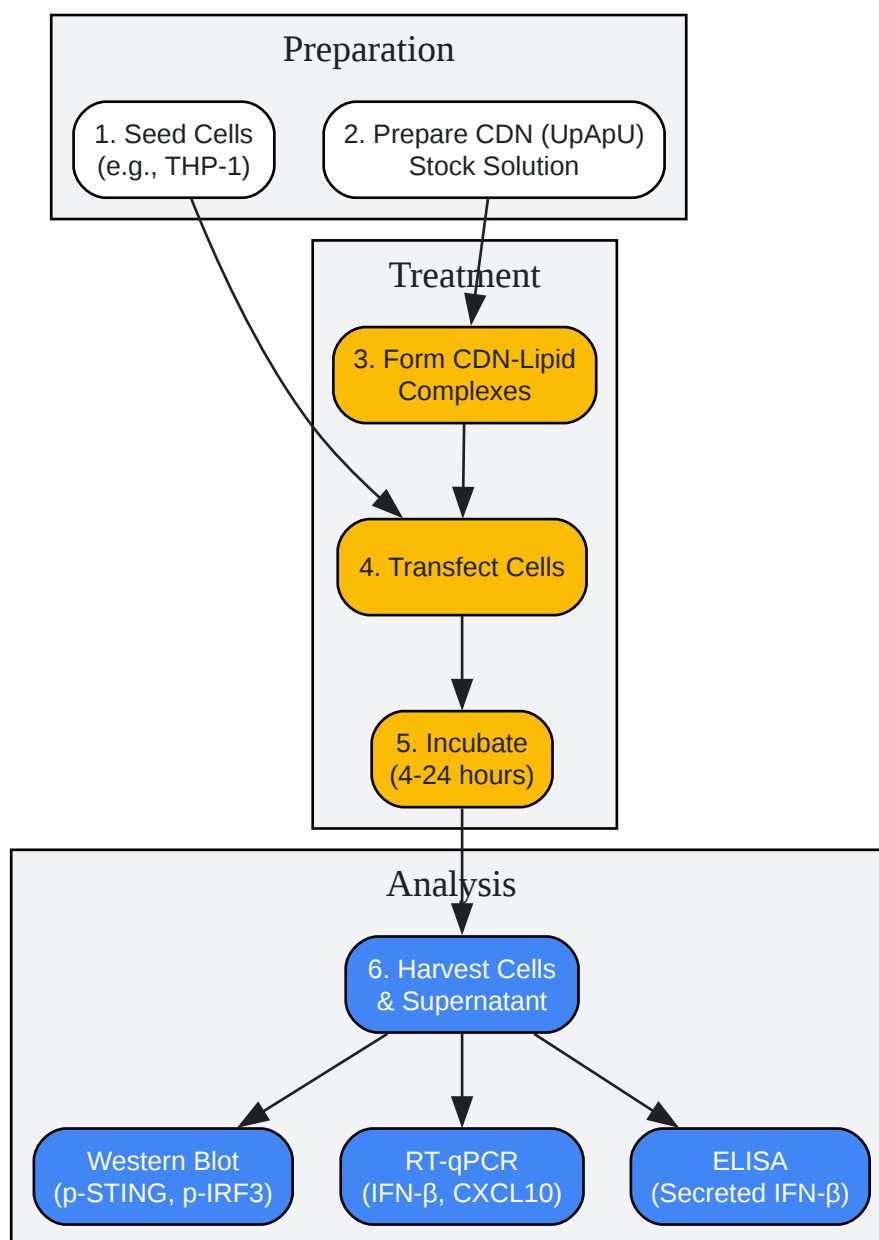 Preparation
1. Seed Cells
(e.g., THP-1)
2. Prepare CDN (UpApU)
Stock Solution
Treatment
3. Form CDN-Lipid
Complexes
4. Transfect Cells
5. Incubate
(4-24 hours)
Analysis
6. Harvest Cells
& Supernatant
Western Blot
(p-STING, p-IRF3)
RT-qPCR
(IFN-β, CXCL10)
ELISA
(Secreted IFN-β)